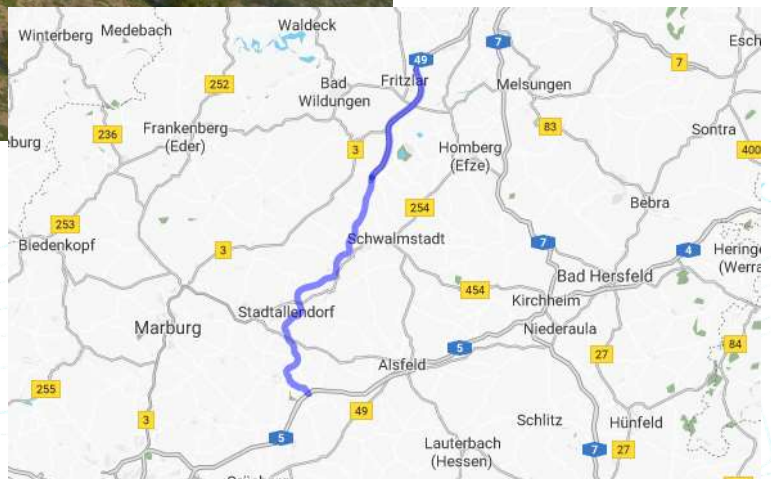 Winterberg
Medebach
Waldeck
49
7
Esch
252
Bad
Wildungen
Fritzlar
Melsungen
7
236
Frankenberg
(Eder)
burg
83
Sontra
3
Homberg
(Efze)
400
254
Bebra
253
Biedenkopf
3
Schwalmstadt
7
4
Heringe
(Werra
Bad Hersfeld
454
Kirchheim
Stadtallendorf
Marburg
Niederaula
5
84
27
Alsfeld
255
49
3
Schlitz
Hünfeld
5
Lauterbach
(Hessen)
7
27